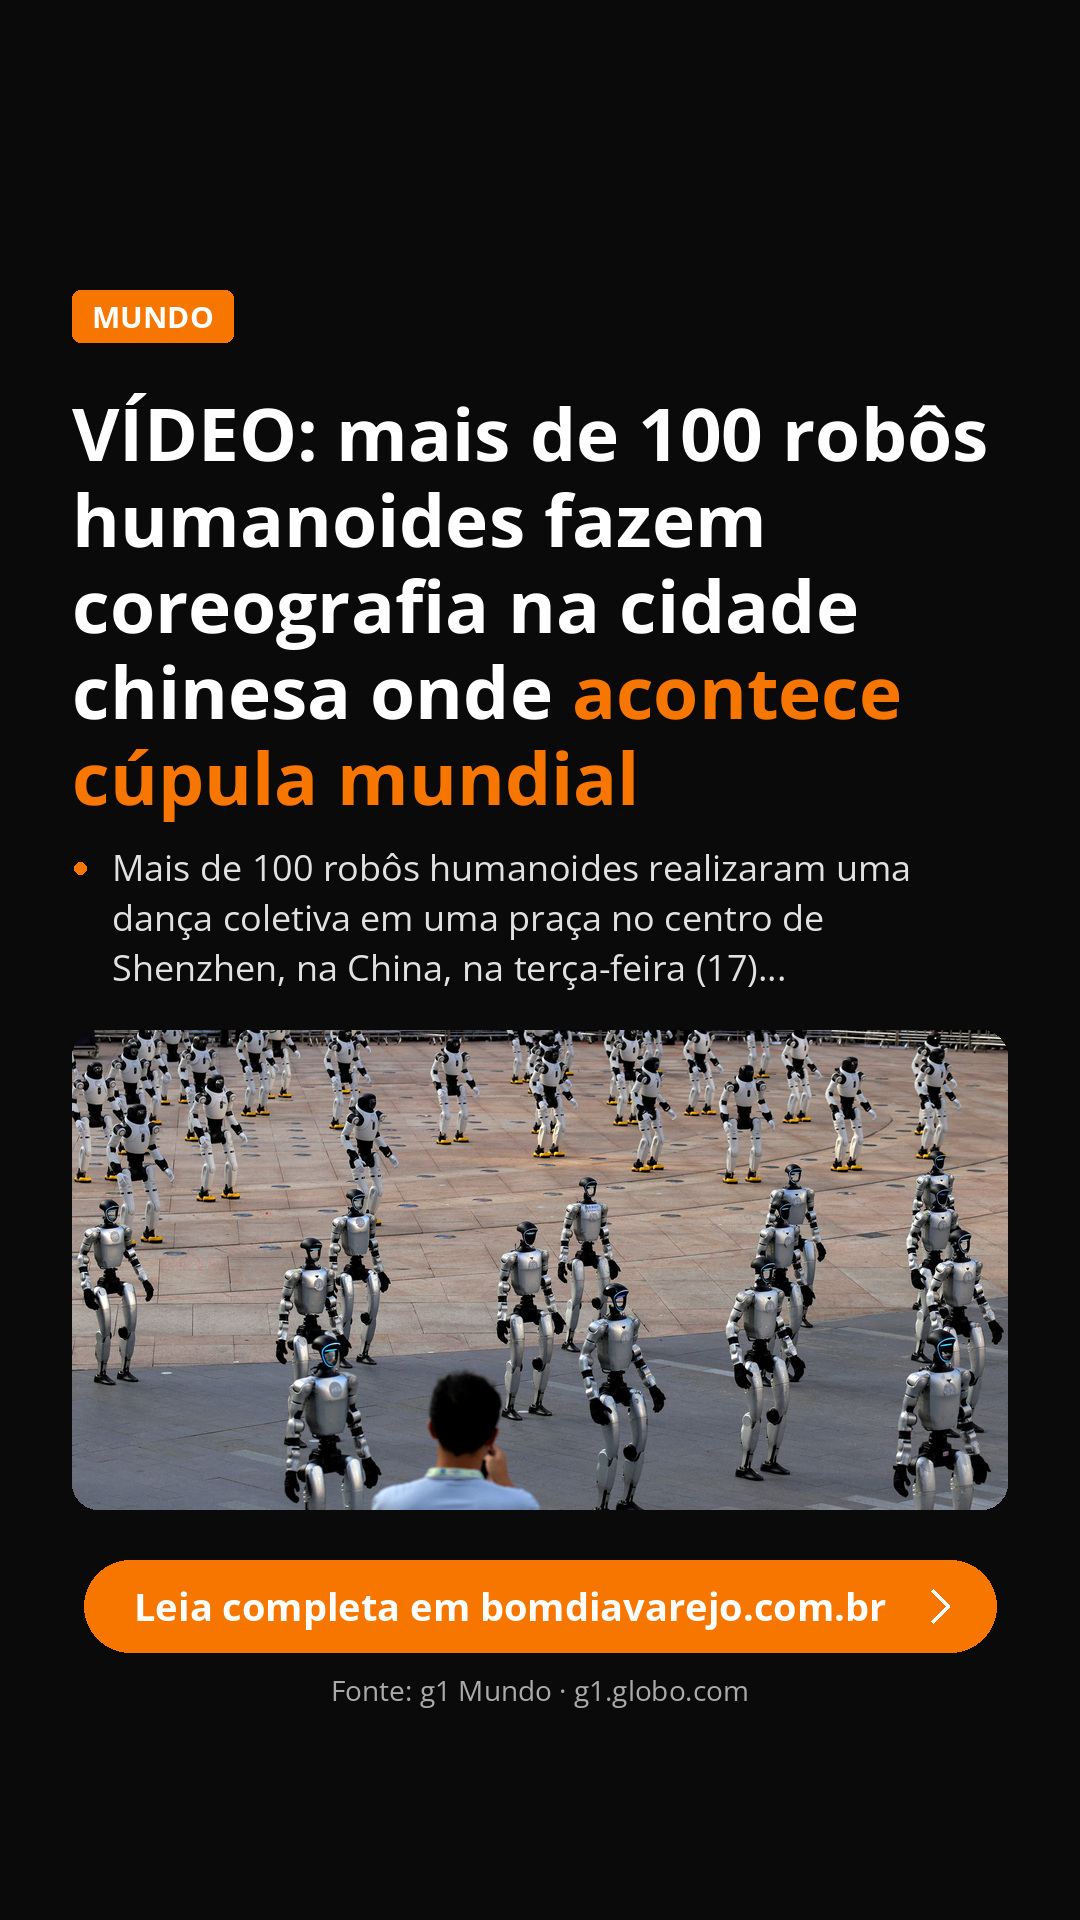 MUNDO
VÍDEO: mais de 100 robôs
humanoides fazem
coreografia na cidade
chinesa onde acontece
cúpula mundial
Mais de 100 robôs humanoides realizaram uma
dança coletiva em uma praça no centro de
Shenzhen, na China, na terça-feira (17)...
Leia completa em bomdiavarejo.com.br
Fonte: g1 Mundo · g1.globo.com